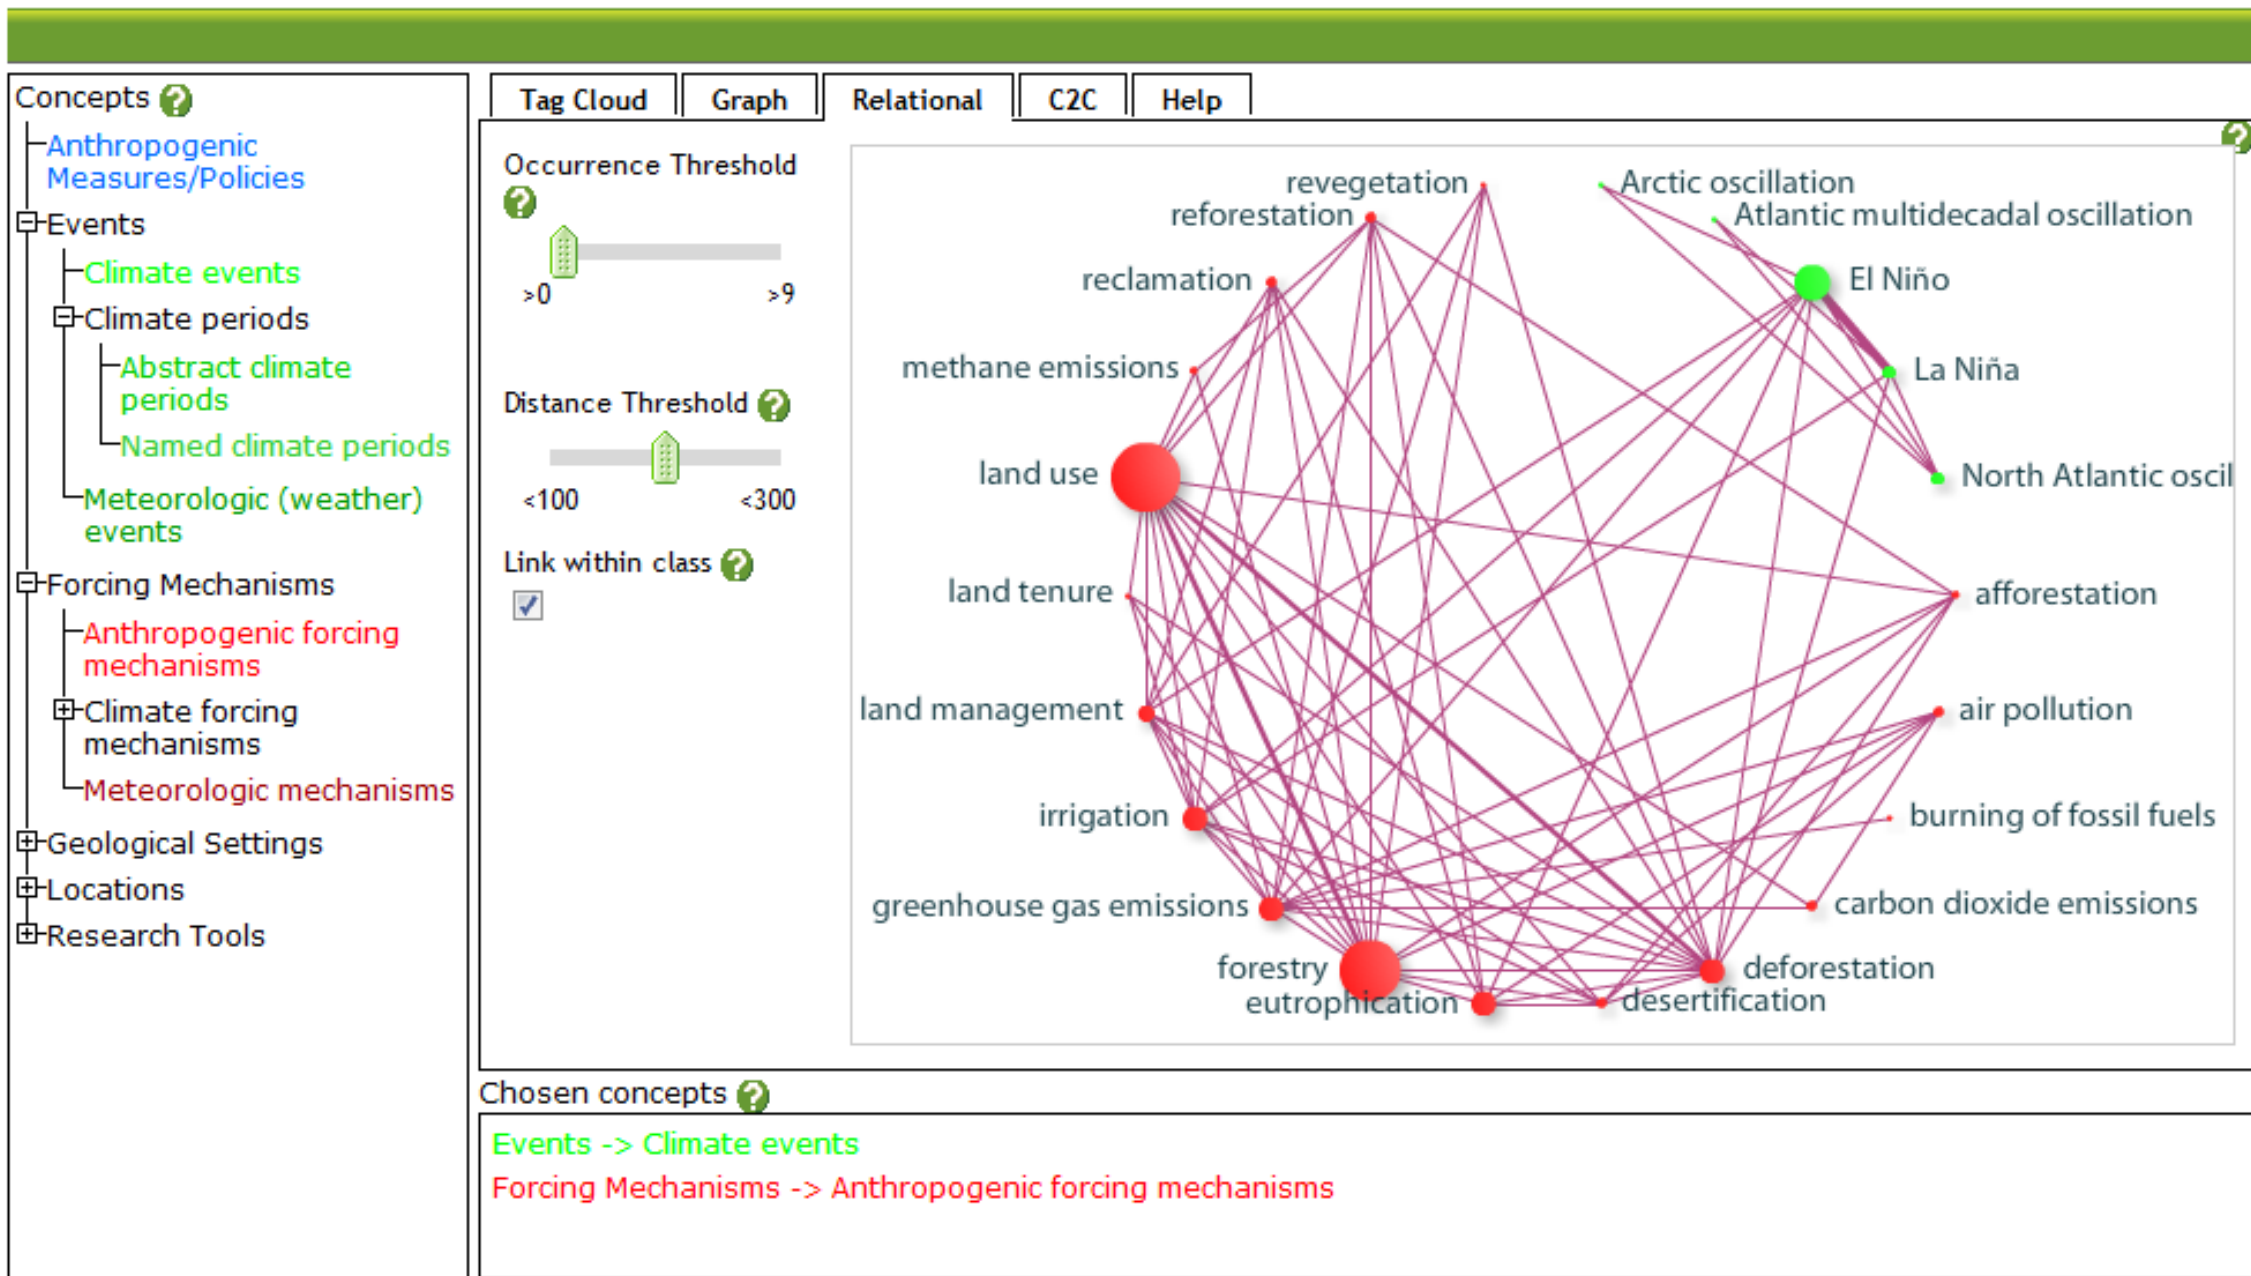 Concepts ?
Anthropogenic
Measures/Policies
Events
Climate events
Climate periods
Abstract climate
periods
Named climate periods
Meteorologic (weather)
events
Forcing Mechanisms
Anthropogenic forcing
mechanisms
Climate forcing
mechanisms
Meteorologic mechanisms
Geological Settings
Locations
Research Tools
Tag Cloud
Graph
Relational
C2C
Help
?
Occurrence Threshold
?
>0 >9
Distance Threshold ?
<100 <300
Link within class ?
revegetation
reforestation
reclamation
methane emissions
land use
land tenure
land management
irrigation
greenhouse gas emissions
forestry
eutrophication
Arctic oscillation
Atlantic multidecadal oscillation
El Niño
La Niña
North Atlantic oscil
afforestation
air pollution
burning of fossil fuels
carbon dioxide emissions
deforestation
desertification
Chosen concepts ?
Events -> Climate events
Forcing Mechanisms -> Anthropogenic forcing mechanisms